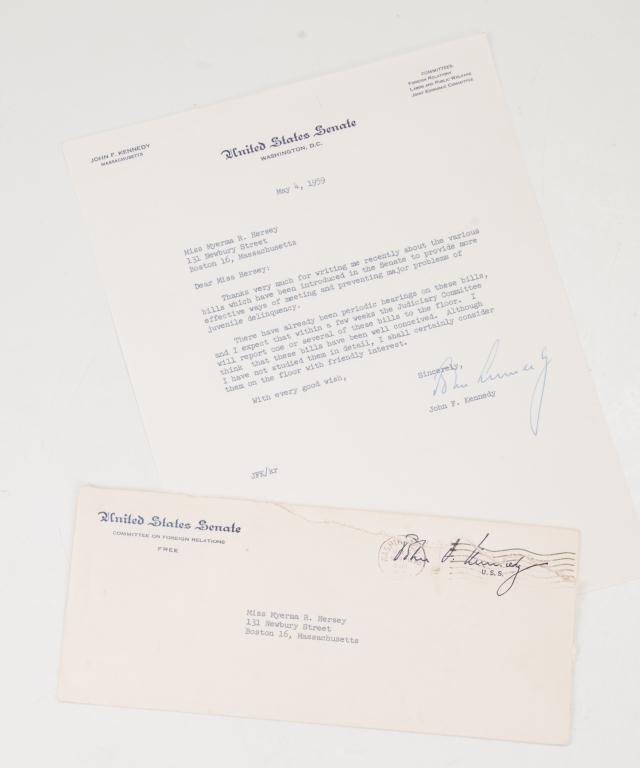 COMMITTEES:
FOREIGN RELATIONS
LABOR AND PUBLIC WELFARE
JOINT ECONOMIC COMMITTEE
JOHN F. KENNEDY
MASSACHUSETTS
United States Senate
WASHINGTON, D.C.
May 4, 1959
Miss Myerma R. Hersey
131 Newbury Street
Boston 16, Massachusetts
Dear Miss Hersey:
Thanks very much for writing me recently about the various
bills which have been introduced in the Senate to provide more
effective ways of meeting and preventing major problems of
juvenile delinquency.
There have already been periodic hearings on these bills,
and I expect that within a few weeks the Judiciary Committee
will report one or several of these bills to the floor. I
think that these bills have been well conceived. Although
I have not studied them in detail, I shall certainly consider
them on the floor with friendly interest.
With every good wish,
Sincerely,
John Kennedy
John F. Kennedy
JFK/kr
United States Senate
COMMITTEE ON FOREIGN RELATIONS
FREE
John F. Kennedy
U.S.S.
Miss Myerma R. Hersey
131 Newbury Street
Boston 16, Massachusetts